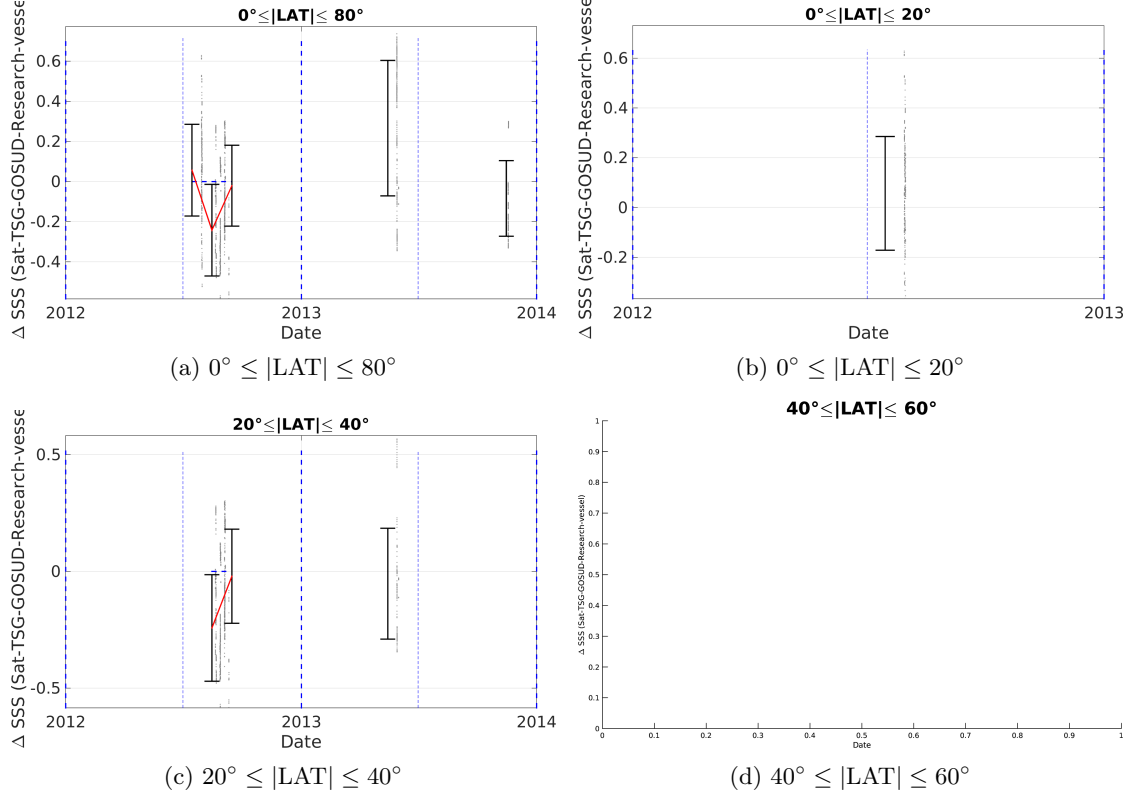 0°≤|LAT|≤ 80°
Δ SSS (Sat-TSG-GOSUD-Research-vessel
0.6
0.4
0.2
0
-0.2
-0.4
2012
2013
2014
Date
(a) 0° ≤ |LAT| ≤ 80°
0°≤|LAT|≤ 20°
Δ SSS (Sat-TSG-GOSUD-Research-vesse
0.6
0.4
0.2
0
-0.2
2012
2013
Date
(b) 0° ≤ |LAT| ≤ 20°
20°≤|LAT|≤ 40°
Δ SSS (Sat-TSG-GOSUD-Research-vesse
0.5
0
-0.5
2012
2013
2014
Date
(c) 20° ≤ |LAT| ≤ 40°
40°≤|LAT|≤ 60°
Δ SSS (Sat-TSG-GOSUD-Research-vessel)
1
0.9
0.8
0.7
0.6
0.5
0.4
0.3
0.2
0.1
0
0
0.1
0.2
0.3
0.4
0.5
0.6
0.7
0.8
0.9
1
Date
(d) 40° ≤ |LAT| ≤ 60°